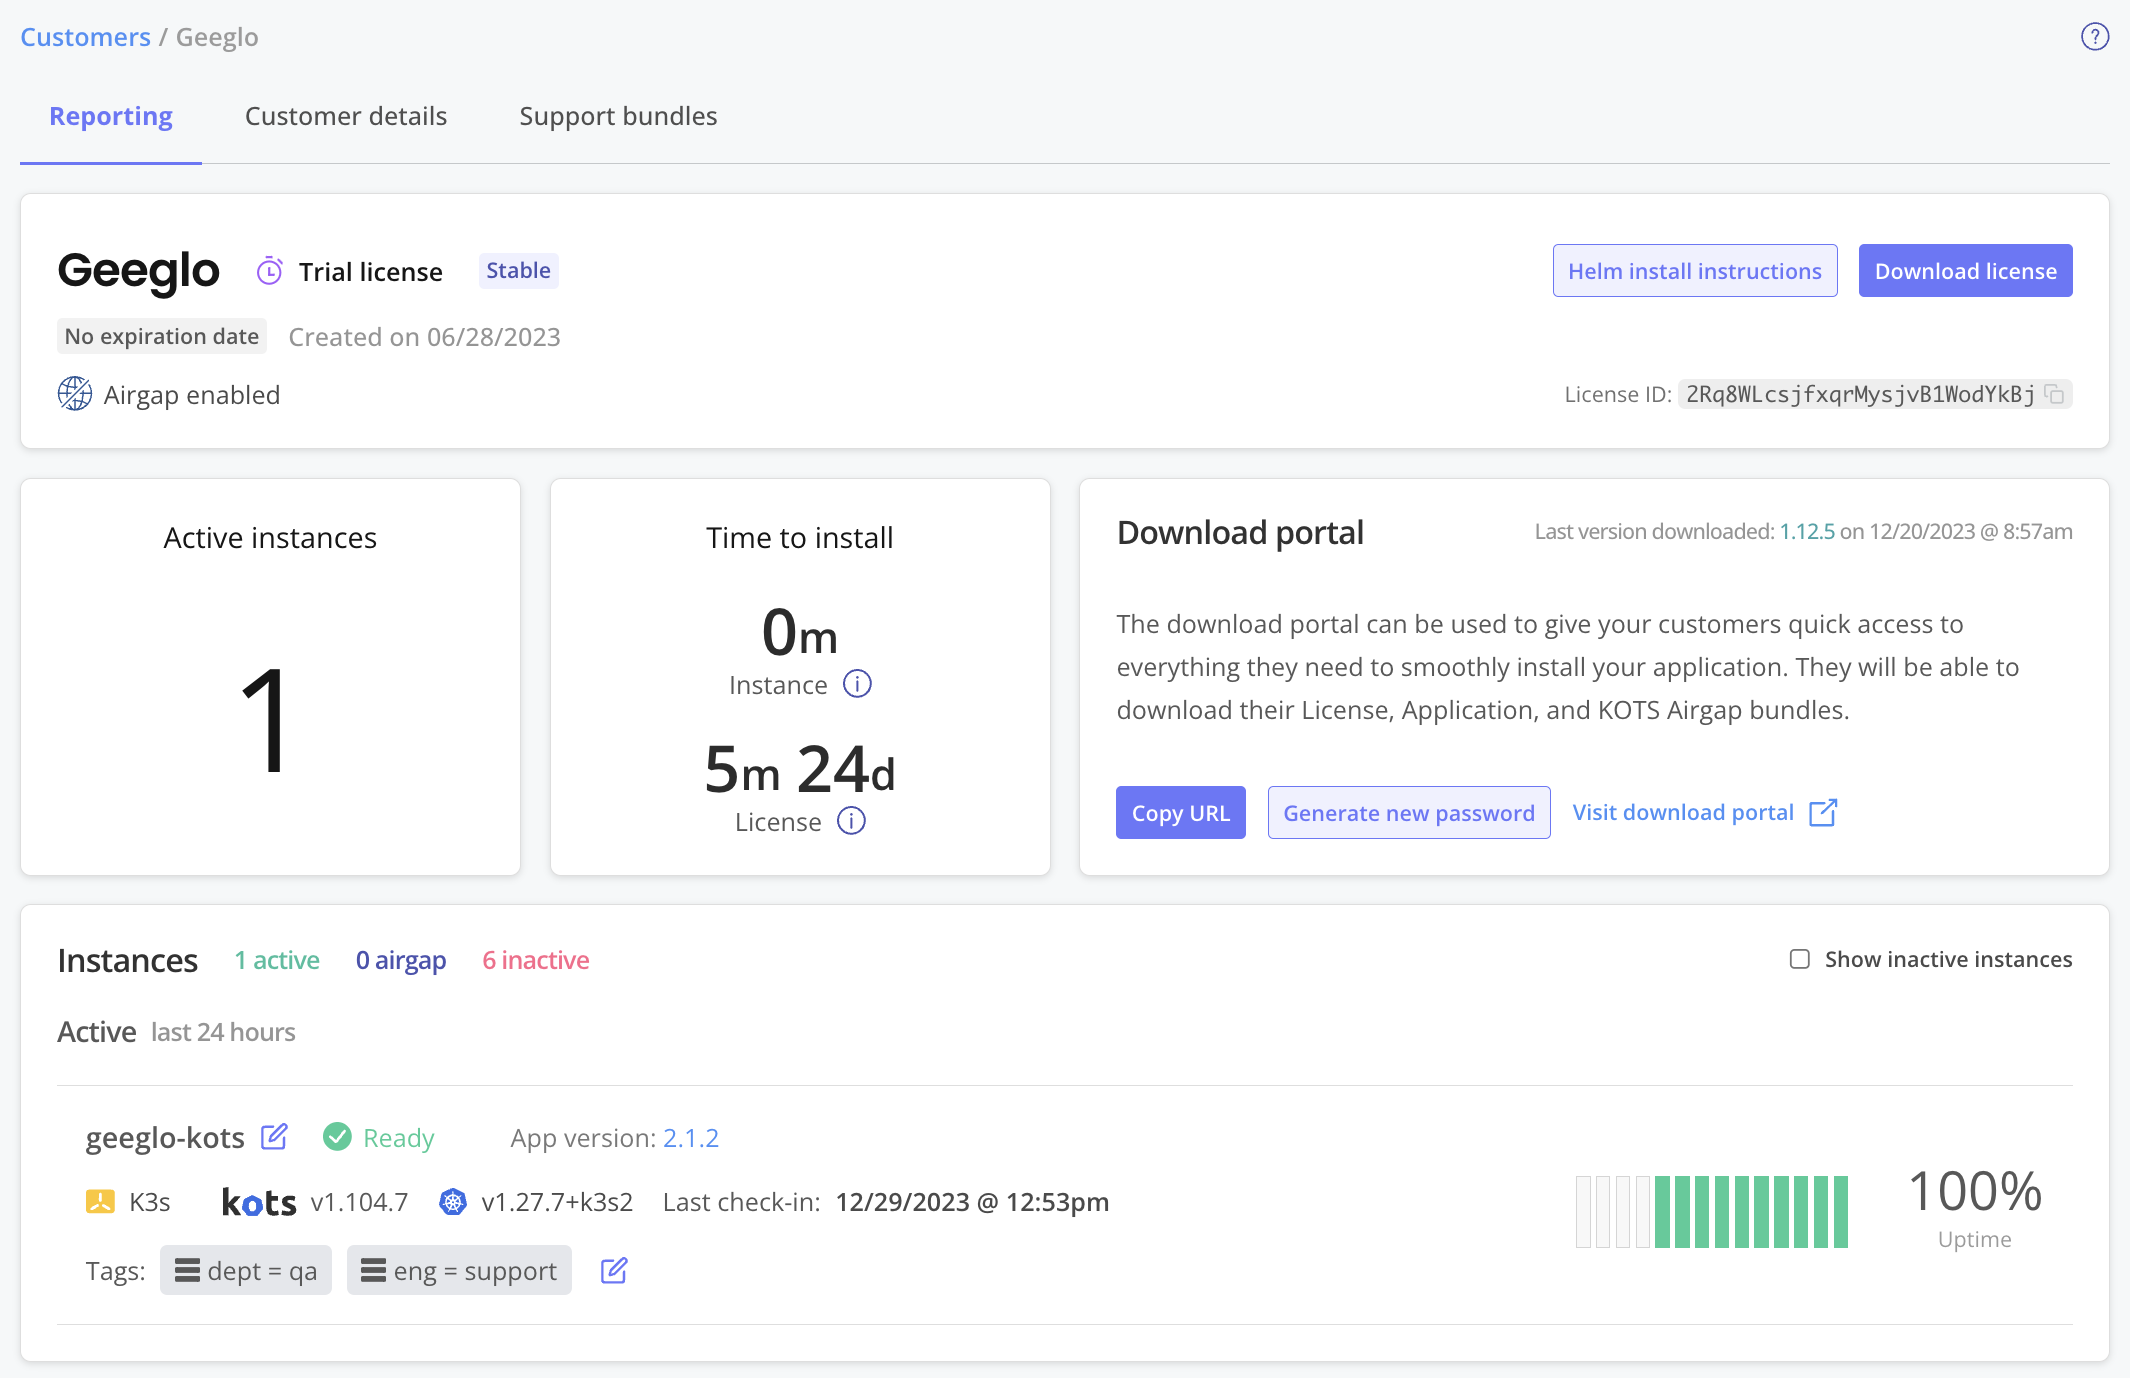 Customers / Geeglo
?
Reporting
Customer details
Support bundles
Geeglo
Trial license
Stable
Helm install instructions
Download license
No expiration date
Created on 06/28/2023
Airgap enabled
License ID: 2Rq8WLcsjfxqrMysjvB1WodYkBj
Active instances
1
Time to install
0m
Instance
5m 24d
License
Download portal
Last version downloaded: 1.12.5 on 12/20/2023 @ 8:57am
The download portal can be used to give your customers quick access to
everything they need to smoothly install your application. They will be able to
download their License, Application, and KOTS Airgap bundles.
Copy URL
Generate new password
Visit download portal
Instances
1 active
0 airgap
6 inactive
Show inactive instances
Active last 24 hours
geeglo-kots
Ready
App version: 2.1.2
K3s
kots v1.104.7
v1.27.7+k3s2
Last check-in: 12/29/2023 @ 12:53pm
100%
Uptime
Tags:
dept = qa
eng = support